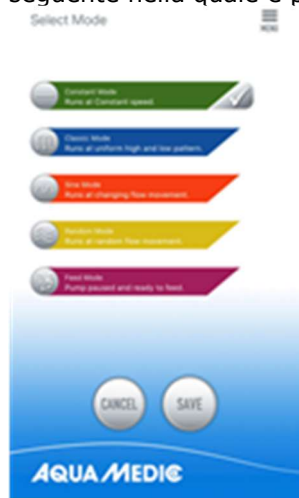 seguente nella quale è p
Select Mode
MENU
Constant Mode
Runs at Constant speed.
Classic Mode
Runs at uniform high and low pattern.
Sine Mode
Runs at changing flow movement.
Random Mode
Runs at random flow movement.
Feed Mode
Pump paused and ready to feed.
CANCEL
SAVE
AQUA MEDIC